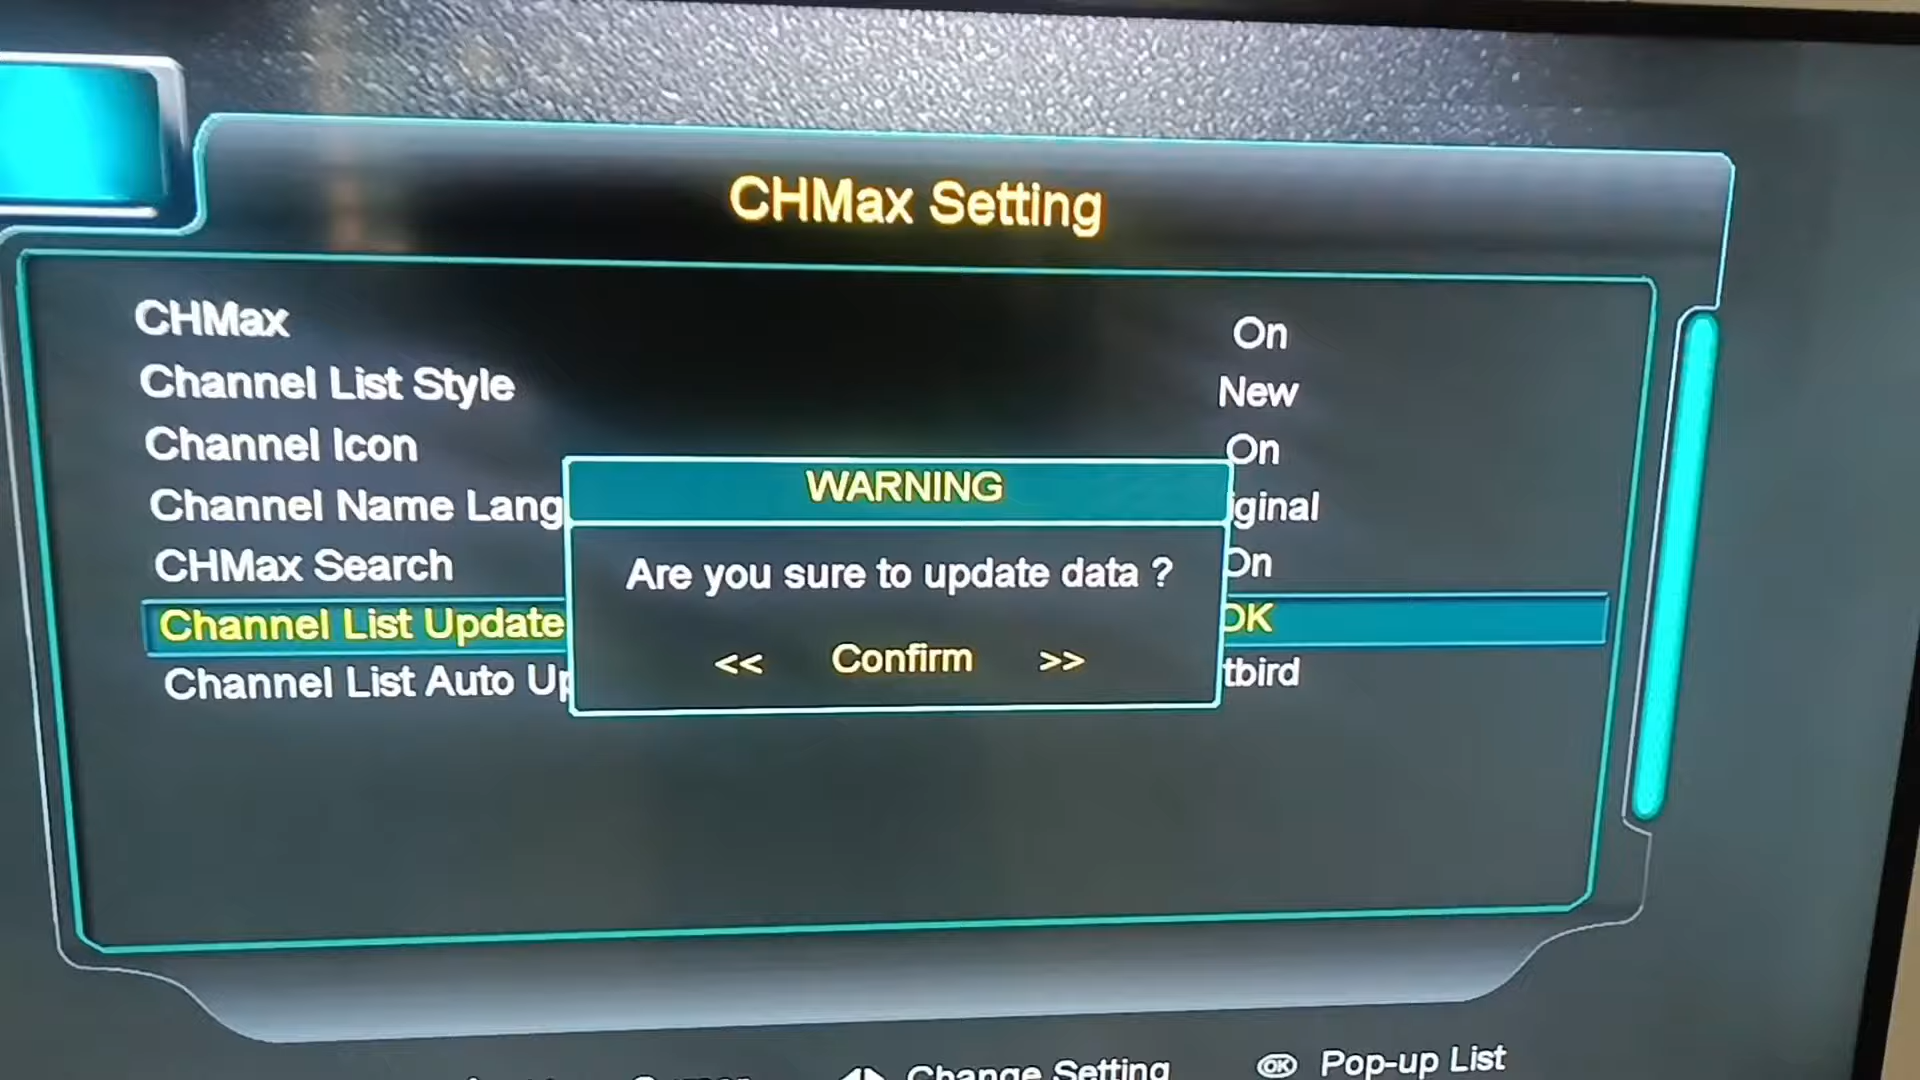 CHMax Setting
CHMax On
Channel List Style New
Channel Icon On
Channel Name Lang iginal
CHMax Search On
Channel List Update OK
Channel List Auto Up tbird
WARNING
Are you sure to update data ?
<< Confirm >>
Change Setting OK Pop-up List